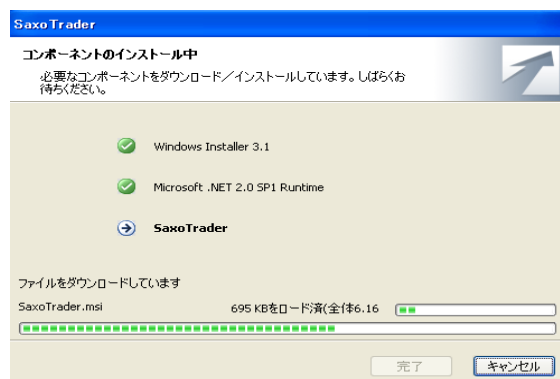 SaxoTrader
コンポーネントのインストール中
必要なコンポーネントをダウンロード／インストールしています。しばらくお
待ちください。
Windows Installer 3.1
Microsoft .NET 2.0 SP1 Runtime
SaxoTrader
ファイルをダウンロードしています
SaxoTrader.msi 695 KBをロード済(全体6.16
完了 キャンセル